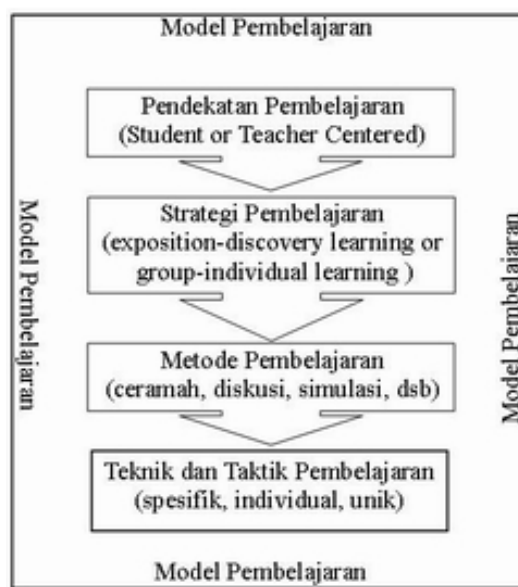 Model Pembelajaran
Pendekatan Pembelajaran
(Student or Teacher Centered)
Strategi Pembelajaran
(exposition-discovery learning or
group-individual learning )
Metode Pembelajaran
(ceramah, diskusi, simulasi, dsb)
Teknik dan Taktik Pembelajaran
(spesifik, individual, unik)
Model Pembelajaran
Model Pembelajaran
Model Pembelajaran